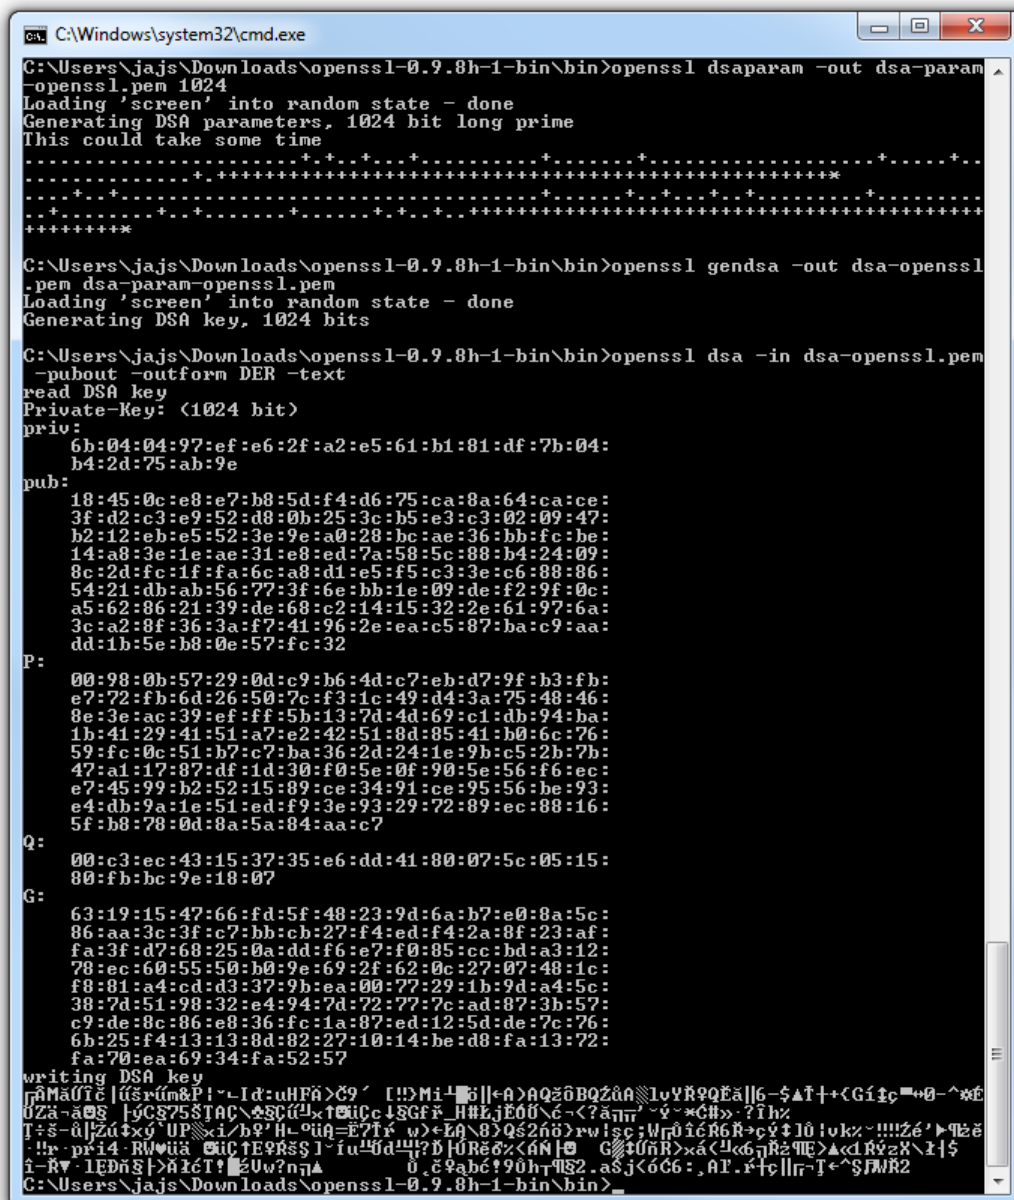 C:\Windows\system32\cmd.exe
C:\Users\jajs\Downloads\openssl-0.9.8h-1-bin\bin>openssl dsaparam -out dsa-param
-openssl.pem 1024
Loading 'screen' into random state - done
Generating DSA parameters, 1024 bit long prime
This could take some time
C:\Users\jajs\Downloads\openssl-0.9.8h-1-bin\bin>openssl gendsa -out dsa-openssl
.pem dsa-param-openssl.pem
Loading 'screen' into random state - done
Generating DSA key, 1024 bits
C:\Users\jajs\Downloads\openssl-0.9.8h-1-bin\bin>openssl dsa -in dsa-openssl.pem
-pubout -outform DER -text
read DSA key
Private-Key: (1024 bit)
priv:
6b:04:04:97:ef:e6:2f:a2:e5:61:b1:81:df:7b:04:
b4:2d:75:ab:9e
pub:
18:45:0c:e8:e7:b8:5d:f4:d6:75:ca:8a:64:ca:ce:
3f:d2:c3:e9:52:d8:0b:25:3c:b5:e3:c3:02:09:47:
b2:12:eb:e5:52:3e:9e:a0:28:bc:ae:36:bb:fc:be:
14:a8:3e:1e:ae:31:e8:ed:7a:58:5c:88:b4:24:09:
8c:2d:fc:1f:fa:6c:a8:d1:e5:f5:c3:3e:c6:88:86:
54:21:db:ab:56:77:3f:6e:bb:1e:09:de:f2:9f:0c:
a5:62:86:21:39:de:68:c2:14:15:32:2e:61:97:6a:
3c:a2:8f:36:3a:f7:41:96:2e:ea:c5:87:ba:c9:aa:
dd:1b:5e:b8:0e:57:fc:32
P:
00:98:0b:57:29:0d:c9:b6:4d:c7:eb:d7:9f:b3:fb:
e7:72:fb:6d:26:50:7c:f3:1c:49:d4:3a:75:48:46:
8e:3e:ac:39:ef:ff:5b:13:7d:4d:69:c1:db:94:ba:
1b:41:29:41:51:a7:e2:42:51:8d:85:41:b0:6c:76:
59:fc:0c:51:b7:c7:ba:36:2d:24:1e:9b:c5:2b:7b:
47:a1:17:87:df:1d:30:f0:5e:0f:90:5e:56:f6:ec:
e7:45:99:b2:52:15:89:ce:34:91:ce:95:56:be:93:
e4:db:9a:1e:51:ed:f9:3e:93:29:72:89:ec:88:16:
5f:b8:78:0d:8a:5a:84:aa:c7
Q:
00:c3:ec:43:15:37:35:e6:dd:41:80:07:5c:05:15:
80:fb:bc:9e:18:07
G:
63:19:15:47:66:fd:5f:48:23:9d:6a:b7:e0:8a:5c:
86:aa:3c:3f:c7:bb:cb:27:f4:ed:f4:2a:8f:23:af:
fa:3f:d7:68:25:0a:dd:f6:e7:f0:85:cc:bd:a3:12:
78:ec:60:55:50:b0:9e:69:2f:62:0c:27:07:48:1c:
f8:81:a4:cd:d3:37:9b:ea:00:77:29:1b:9d:a4:5c:
38:7d:51:98:32:e4:94:7d:72:77:7c:ad:87:3b:57:
c9:de:8c:86:e8:36:fc:1a:87:ed:12:5d:de:7c:76:
6b:25:f4:13:13:8d:82:27:10:14:be:d8:fa:13:72:
fa:70:ea:69:34:fa:52:57
writing DSA key
C:\Users\jajs\Downloads\openssl-0.9.8h-1-bin\bin>_